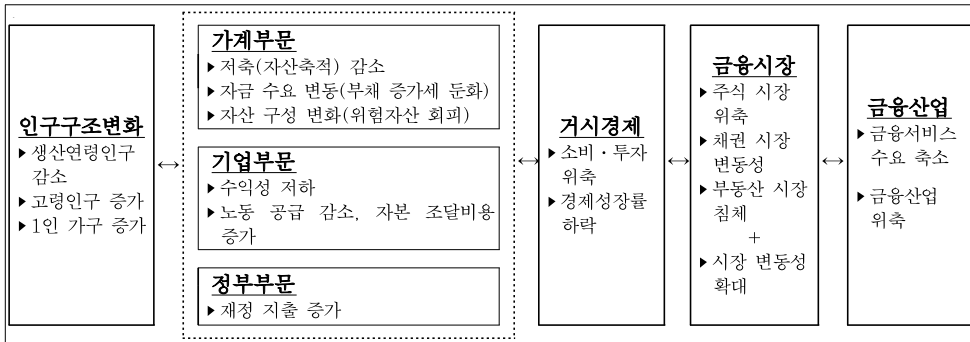 인구구조변화
▸생산연령인구
감소
▸고령인구 증가
▸1인 가구 증가
↔
가계부문
▸저축(자산축적) 감소
▸자금 수요 변동(부채 증가세 둔화)
▸자산 구성 변화(위험자산 회피)
기업부문
▸수익성 저하
▸노동 공급 감소, 자본 조달비용
증가
정부부문
▸재정 지출 증가
↔
거시경제
▸소비・투자
위축
▸경제성장률
하락
↔
금융시장
▸주식 시장
위축
▸채권 시장
변동성
▸부동산 시장
침체
+
▸시장 변동성
확대
↔
금융산업
▸금융서비스
수요 축소
▸금융산업
위축